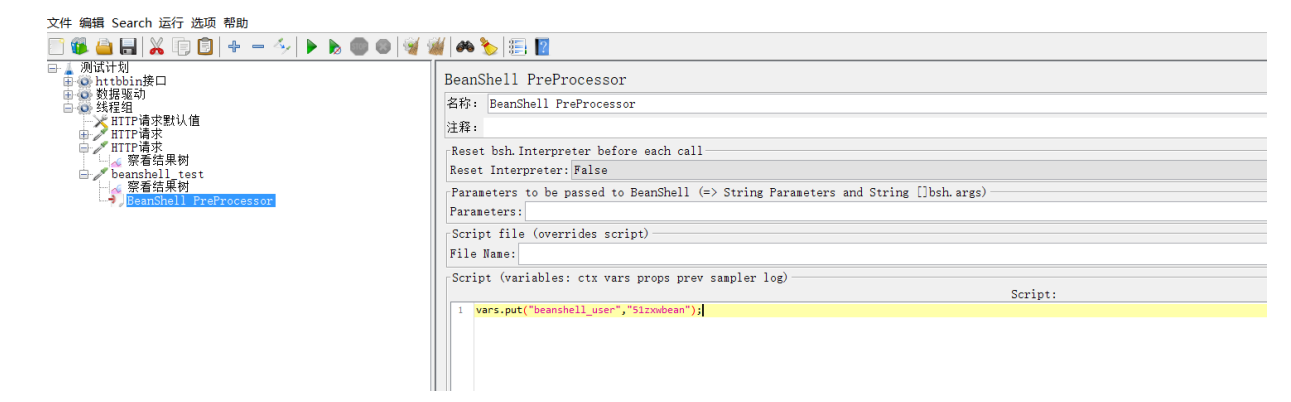 文件 编辑 Search 运行 选项 帮助
测试计划
httbbin接口
数据驱动
线程组
HTTP请求默认值
HTTP请求
HTTP请求
察看结果树
beanshell_test
察看结果树
BeanShell PreProcessor
BeanShell PreProcessor
名称: BeanShell PreProcessor
注释:
Reset bsh.Interpreter before each call
Reset Interpreter: False
Parameters to be passed to BeanShell (=> String Parameters and String []bsh.args)
Parameters:
Script file (overrides script)
File Name:
Script (variables: ctx vars props prev sampler log)
Script:
1 vars.put("beanshell_user","51zxwbean");